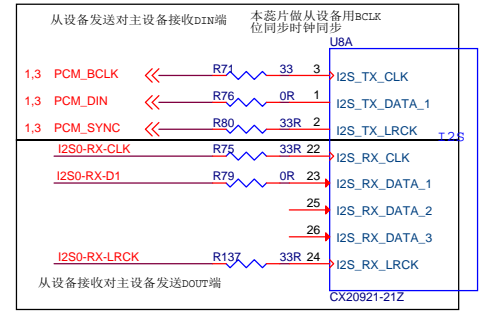 从设备发送对主设备接收DIN端
本蕊片做从设备用BCLK
位同步时钟同步
U8A
1,3 PCM_BCLK R71 33 3 I2S_TX_CLK
1,3 PCM_DIN R76 0R 1 I2S_TX_DATA_1
1,3 PCM_SYNC R80 33R 2 I2S_TX_LRCK
I2S
I2S0-RX-CLK R75 33R 22 I2S_RX_CLK
I2S0-RX-D1 R79 0R 23 I2S_RX_DATA_1
25 I2S_RX_DATA_2
26 I2S_RX_DATA_3
I2S0-RX-LRCK R137 33R 24 I2S_RX_LRCK
从设备接收对主设备发送DOUT端
CX20921-21Z